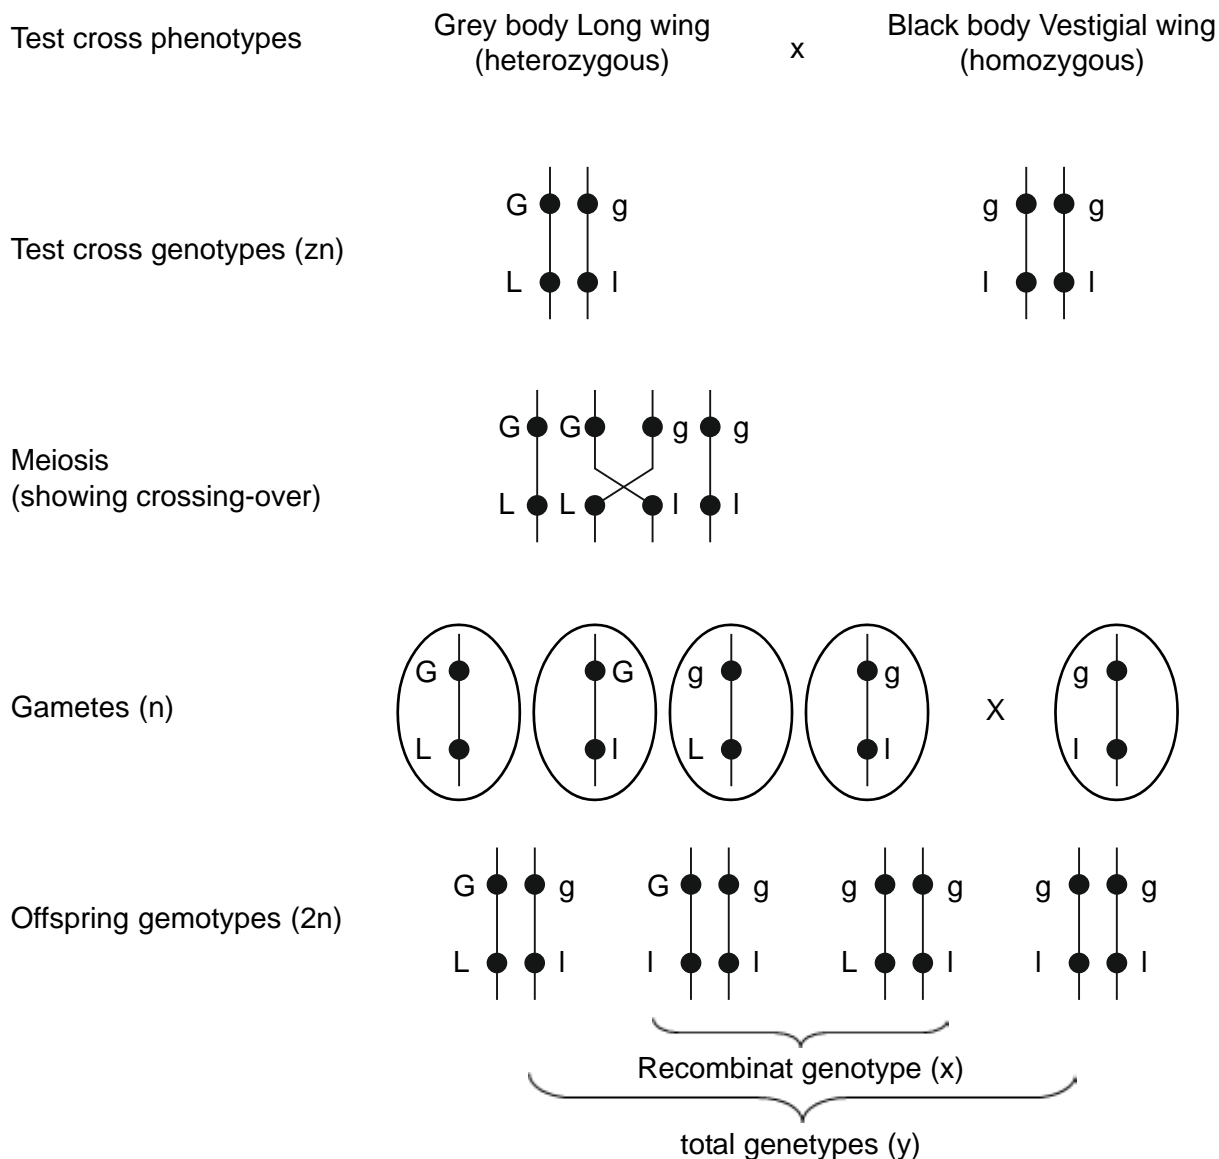 Test cross phenotypes
Grey body Long wing
(heterozygous)
x
Black body Vestigial wing
(homozygous)
Test cross genotypes (zn)
G g
L l
g g
l l
Meiosis
(showing crossing-over)
G G g g
L L l l
Gametes (n)
G G g g X g
L l L l l
Offspring gemotypes (2n)
G g G g g g g g
L l l l L l l l
Recombinat genotype (x)
total genetypes (y)